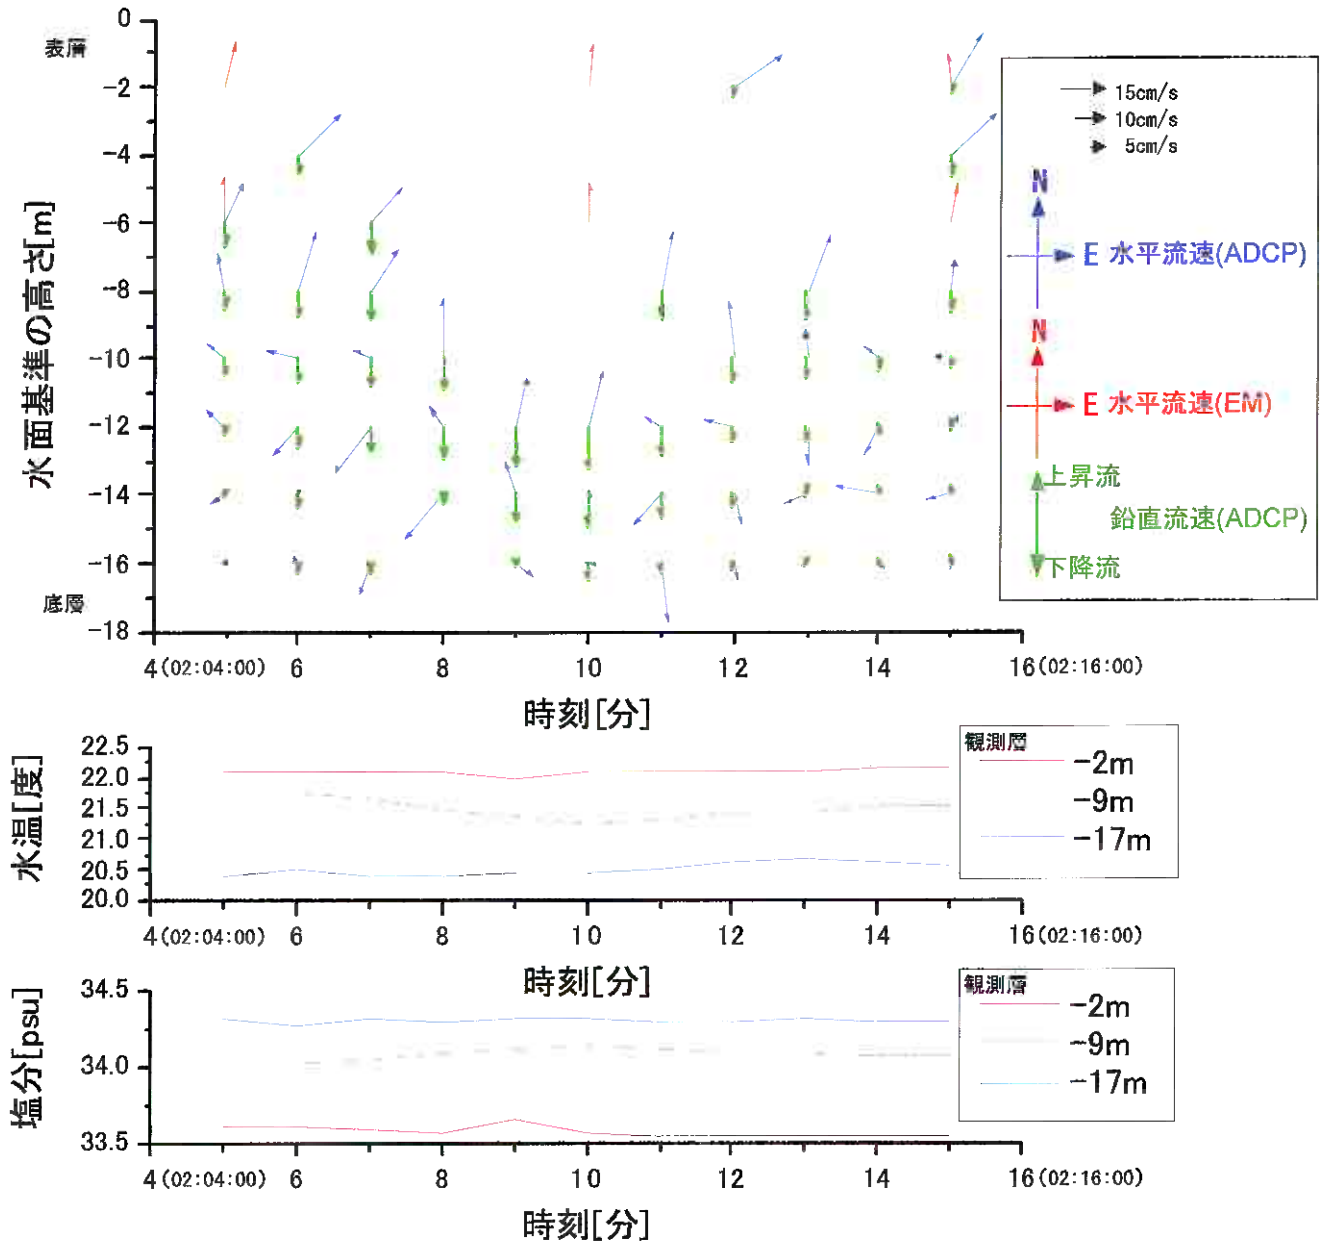 水面基準の高さ[m]
0
表層
-2
-4
-6
-8
-10
-12
-14
-16
底層
-18
4(02:04:00) 6 8 10 12 14 16(02:16:00)
時刻[分]
15cm/s
10cm/s
5cm/s
N
E 水平流速(ADCP)
N
E 水平流速(EM)
上昇流
鉛直流速(ADCP)
下降流
水温[度]
22.5
22.0
21.5
21.0
20.5
20.0
4(02:04:00) 6 8 10 12 14 16(02:16:00)
時刻[分]
観測層
-2m
-9m
-17m
塩分[psu]
34.5
34.0
33.5
4(02:04:00) 6 8 10 12 14 16(02:16:00)
時刻[分]
観測層
-2m
-9m
-17m